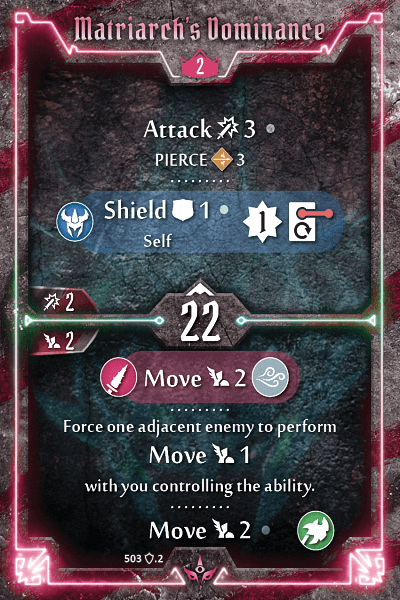 Matriarch's Dominance
2
Attack 3
PIERCE 3
Shield 1
Self
1
2
22
2
Move 2
Force one adjacent enemy to perform
Move 1
with you controlling the ability.
Move 2
503 .2